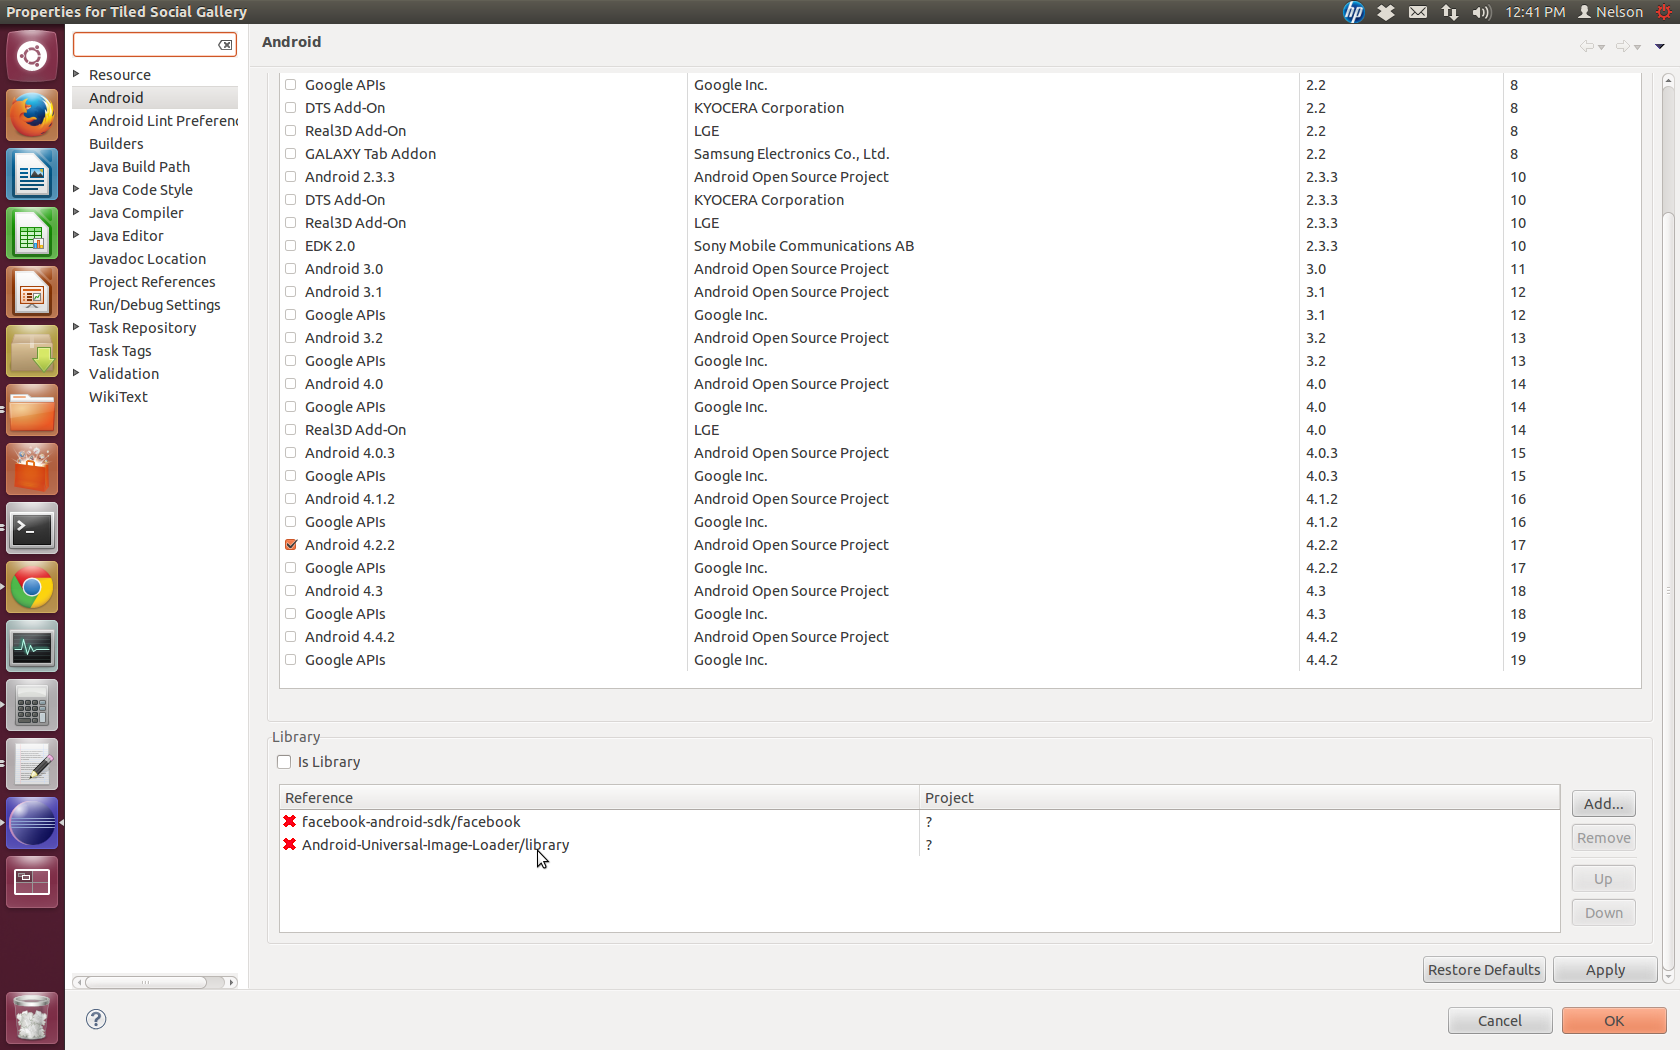 Properties for Tiled Social Gallery
12:41 PM Nelson
Android
Resource
Android
Android Lint Preferen
Builders
Java Build Path
Java Code Style
Java Compiler
Java Editor
Javadoc Location
Project References
Run/Debug Settings
Task Repository
Task Tags
Validation
WikiText
Google APIs Google Inc. 2.2 8
DTS Add-On KYOCERA Corporation 2.2 8
Real3D Add-On LGE 2.2 8
GALAXY Tab Addon Samsung Electronics Co., Ltd. 2.2 8
Android 2.3.3 Android Open Source Project 2.3.3 10
DTS Add-On KYOCERA Corporation 2.3.3 10
Real3D Add-On LGE 2.3.3 10
EDK 2.0 Sony Mobile Communications AB 2.3.3 10
Android 3.0 Android Open Source Project 3.0 11
Android 3.1 Android Open Source Project 3.1 12
Google APIs Google Inc. 3.1 12
Android 3.2 Android Open Source Project 3.2 13
Google APIs Google Inc. 3.2 13
Android 4.0 Android Open Source Project 4.0 14
Google APIs Google Inc. 4.0 14
Real3D Add-On LGE 4.0 14
Android 4.0.3 Android Open Source Project 4.0.3 15
Google APIs Google Inc. 4.0.3 15
Android 4.1.2 Android Open Source Project 4.1.2 16
Google APIs Google Inc. 4.1.2 16
Android 4.2.2 Android Open Source Project 4.2.2 17
Google APIs Google Inc. 4.2.2 17
Android 4.3 Android Open Source Project 4.3 18
Google APIs Google Inc. 4.3 18
Android 4.4.2 Android Open Source Project 4.4.2 19
Google APIs Google Inc. 4.4.2 19
Library
Is Library
Reference Project
facebook-android-sdk/facebook ?
Android-Universal-Image-Loader/library ?
Add...
Remove
Up
Down
Restore Defaults Apply
? Cancel OK
hp
>_